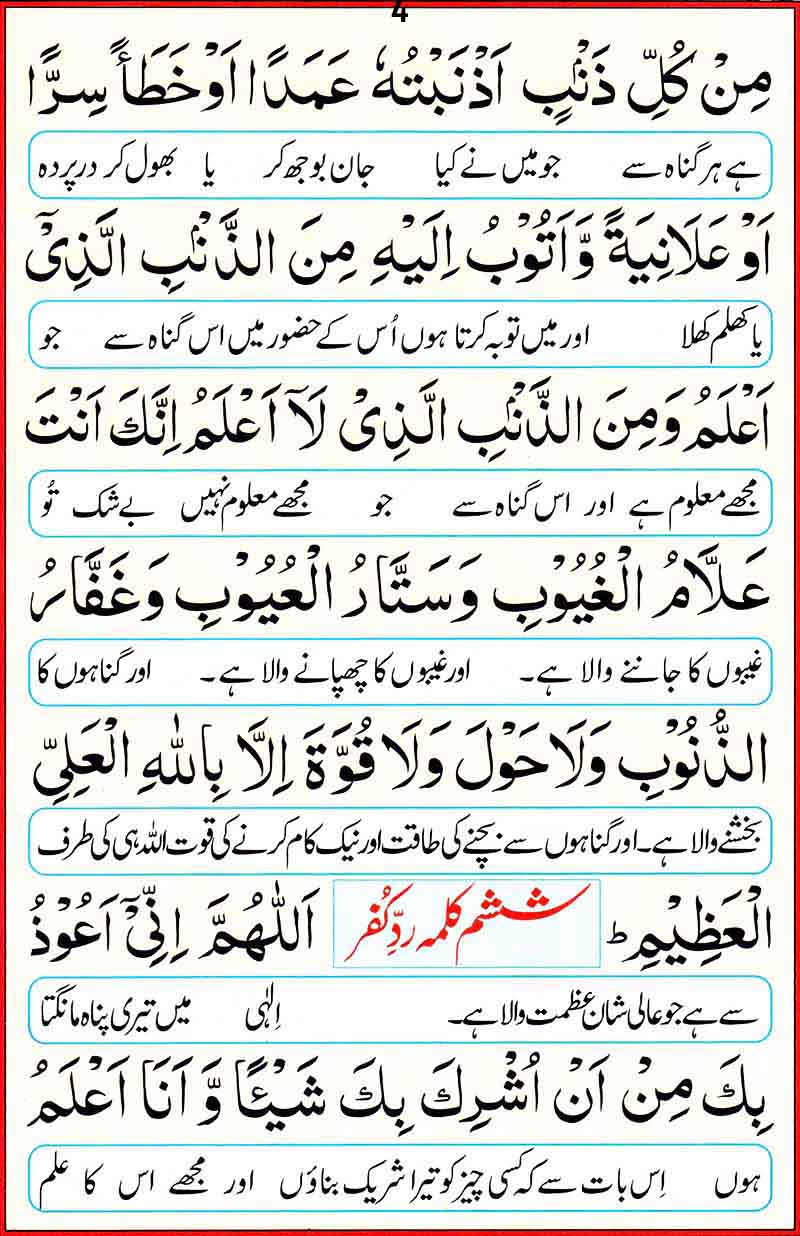 4
مِنْ كُلِّ ذَنْۢبٍ اَذْنَبْتُهٗ عَمَدًا اَوْ خَطَأً سِرًّا
ہے ہر گناہ سے جو میں نے کیا جان بوجھ کر یا بھول کر در پردہ
اَوْ عَلَانِيَةً وَّاَتُوْبُ اِلَيْهِ مِنَ الذَّنْۢبِ الَّذِىْٓ
یا کھلم کھلا اور میں توبہ کرتا ہوں اُس کے حضور میں اس گناہ سے جو
اَعْلَمُ وَمِنَ الذَّنْۢبِ الَّذِىْ لَآ اَعْلَمُ اِنَّكَ اَنْتَ
مجھے معلوم ہے اور اس گناہ سے جو مجھے معلوم نہیں بے شک تُو
عَلَّامُ الْغُيُوْبِ وَسَتَّارُ الْعُيُوْبِ وَغَفَّارُ
غیبوں کا جاننے والا ہے۔ اور غیبوں کا چھپانے والا ہے۔ اور گناہوں کا
الذُّنُوْبِ وَلَا حَوْلَ وَلَا قُوَّةَ اِلَّا بِاللّٰهِ الْعَلِىِّ
بخشنے والا ہے۔ اور گناہوں سے بچنے کی طاقت اور نیک کام کرنے کی قوت اللہ ہی کی طرف
الْعَظِيْمِ ؕ ششم کلمہ ردِّ کُفر اَللّٰهُمَّ اِنِّىْٓ اَعُوْذُ
سے ہے جو عالی شان عظمت والا ہے۔ اِلٰہی میں تیری پناہ مانگتا
بِكَ مِنْ اَنْ اُشْرِكَ بِكَ شَيْئًا وَّ اَنَا اَعْلَمُ
ہوں اِس بات سے کہ کسی چیز کو تیرا شریک بناؤں اور مجھے اس کا علم